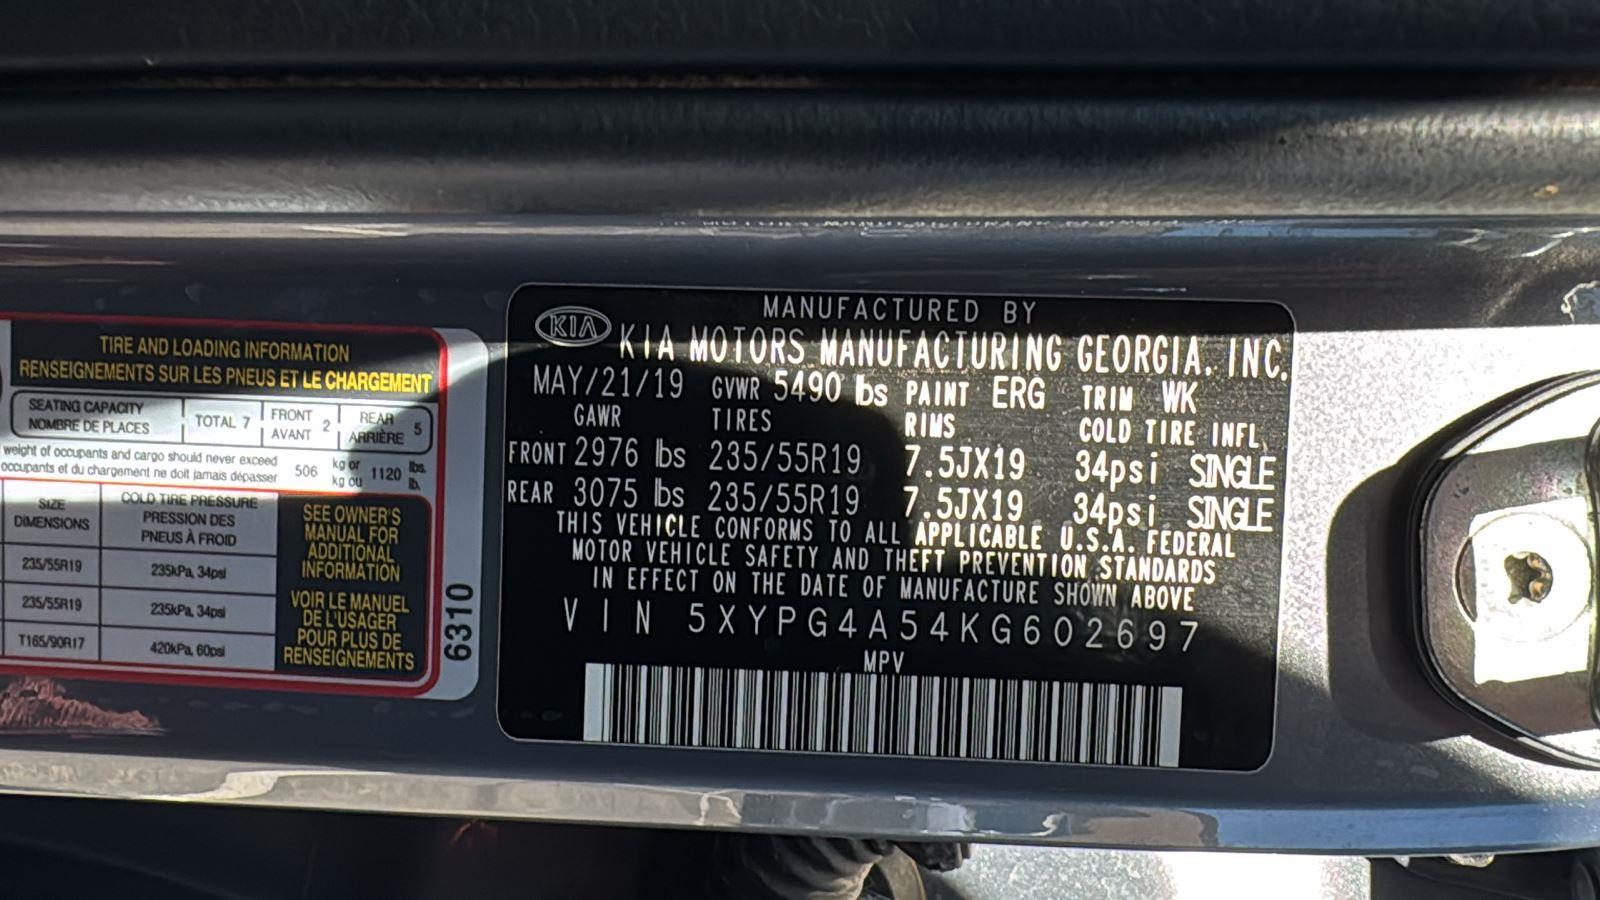 TIRE AND LOADING INFORMATION
RENSEIGNEMENTS SUR LES PNEUS ET LE CHARGEMENT
SEATING CAPACITY
NOMBRE DE PLACES
TOTAL 7
FRONT
AVANT 2
REAR
ARRIÈRE 5
weight of occupants and cargo should never exceed
occupants et du chargement ne doit jamais dépasser
506 kg or
kg ou 1120 lbs.
lb.
SIZE
DIMENSIONS
COLD TIRE PRESSURE
PRESSION DES
PNEUS À FROID
235/55R19 235kPa, 34psi
235/55R19 235kPa, 34psi
T165/90R17 420kPa, 60psi
SEE OWNER'S
MANUAL FOR
ADDITIONAL
INFORMATION
VOIR LE MANUEL
DE L'USAGER
POUR PLUS DE
RENSEIGNEMENTS
6310
MANUFACTURED BY
KIA KIA MOTORS MANUFACTURING GEORGIA, INC.
MAY/21/19 GVWR 5490 lbs PAINT ERG TRIM WK
GAWR TIRES RIMS COLD TIRE INFL
FRONT 2976 lbs 235/55R19 7.5JX19 34psi SINGLE
REAR 3075 lbs 235/55R19 7.5JX19 34psi SINGLE
THIS VEHICLE CONFORMS TO ALL APPLICABLE U.S.A. FEDERAL
MOTOR VEHICLE SAFETY AND THEFT PREVENTION STANDARDS
IN EFFECT ON THE DATE OF MANUFACTURE SHOWN ABOVE
VIN 5XYPG4A54KG602697
MPV